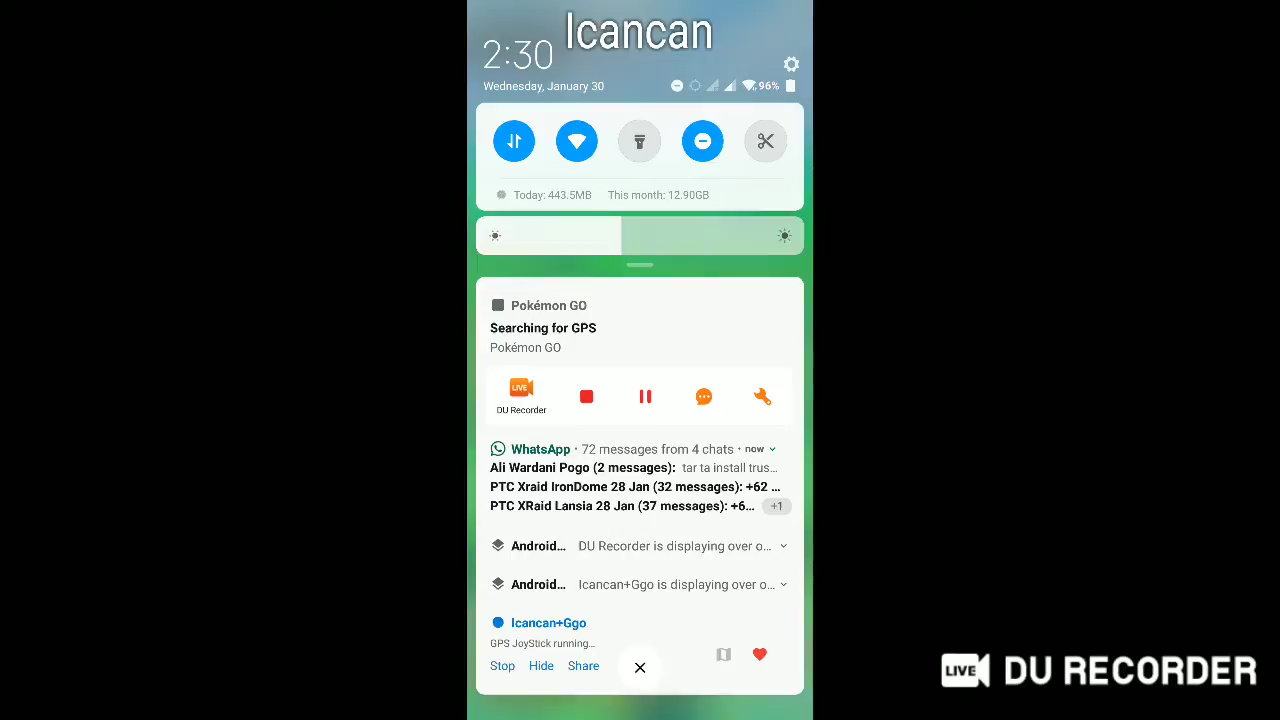 Icancan
2:30
Wednesday, January 30
96%
Today: 443.5MB This month: 12.90GB
Pokémon GO
Searching for GPS
Pokémon GO
LIVE
DU Recorder
WhatsApp • 72 messages from 4 chats • now
Ali Wardani Pogo (2 messages): tar ta install trus...
PTC Xraid IronDome 28 Jan (32 messages): +62 ...
PTC XRaid Lansia 28 Jan (37 messages): +6... +1
Android... DU Recorder is displaying over o...
Android... Icancan+Ggo is displaying over o...
Icancan+Ggo
GPS JoyStick running...
Stop Hide Share
LIVE DU RECORDER